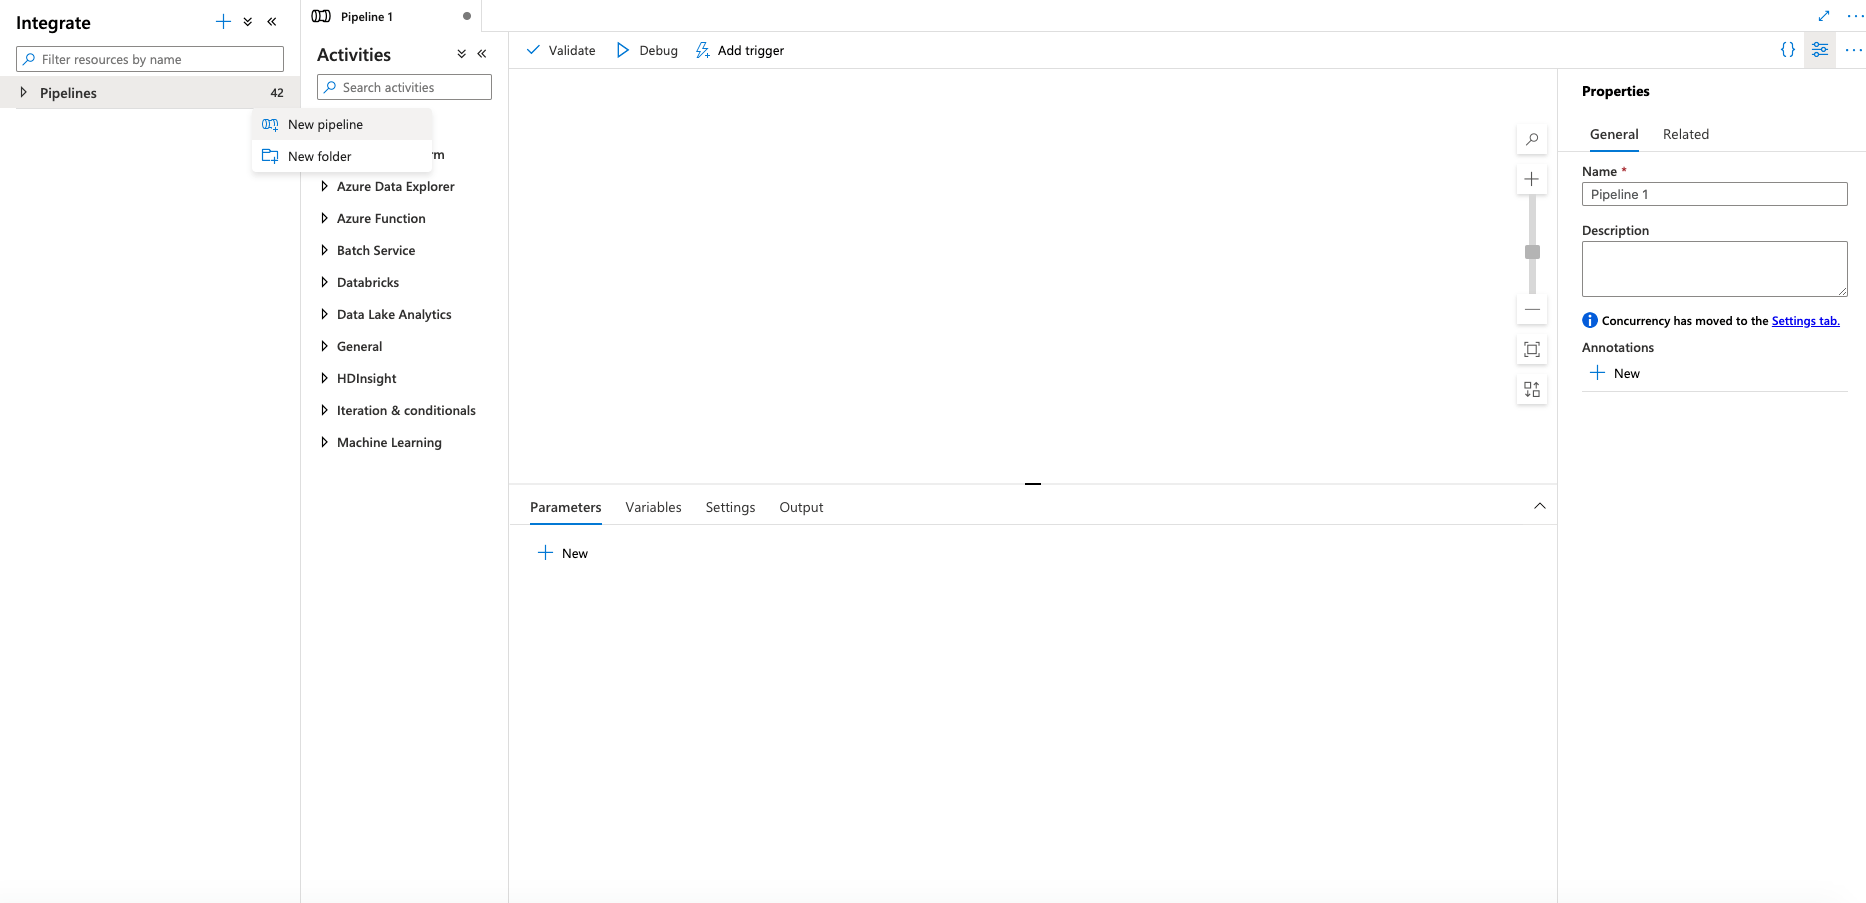 Integrate
Filter resources by name
Pipelines 42
New pipeline
New folder
Pipeline 1
Activities
Search activities
rm
Azure Data Explorer
Azure Function
Batch Service
Databricks
Data Lake Analytics
General
HDInsight
Iteration & conditionals
Machine Learning
Validate Debug Add trigger
Parameters Variables Settings Output
New
{}
Properties
General Related
Name *
Pipeline 1
Description
Concurrency has moved to the Settings tab.
Annotations
New